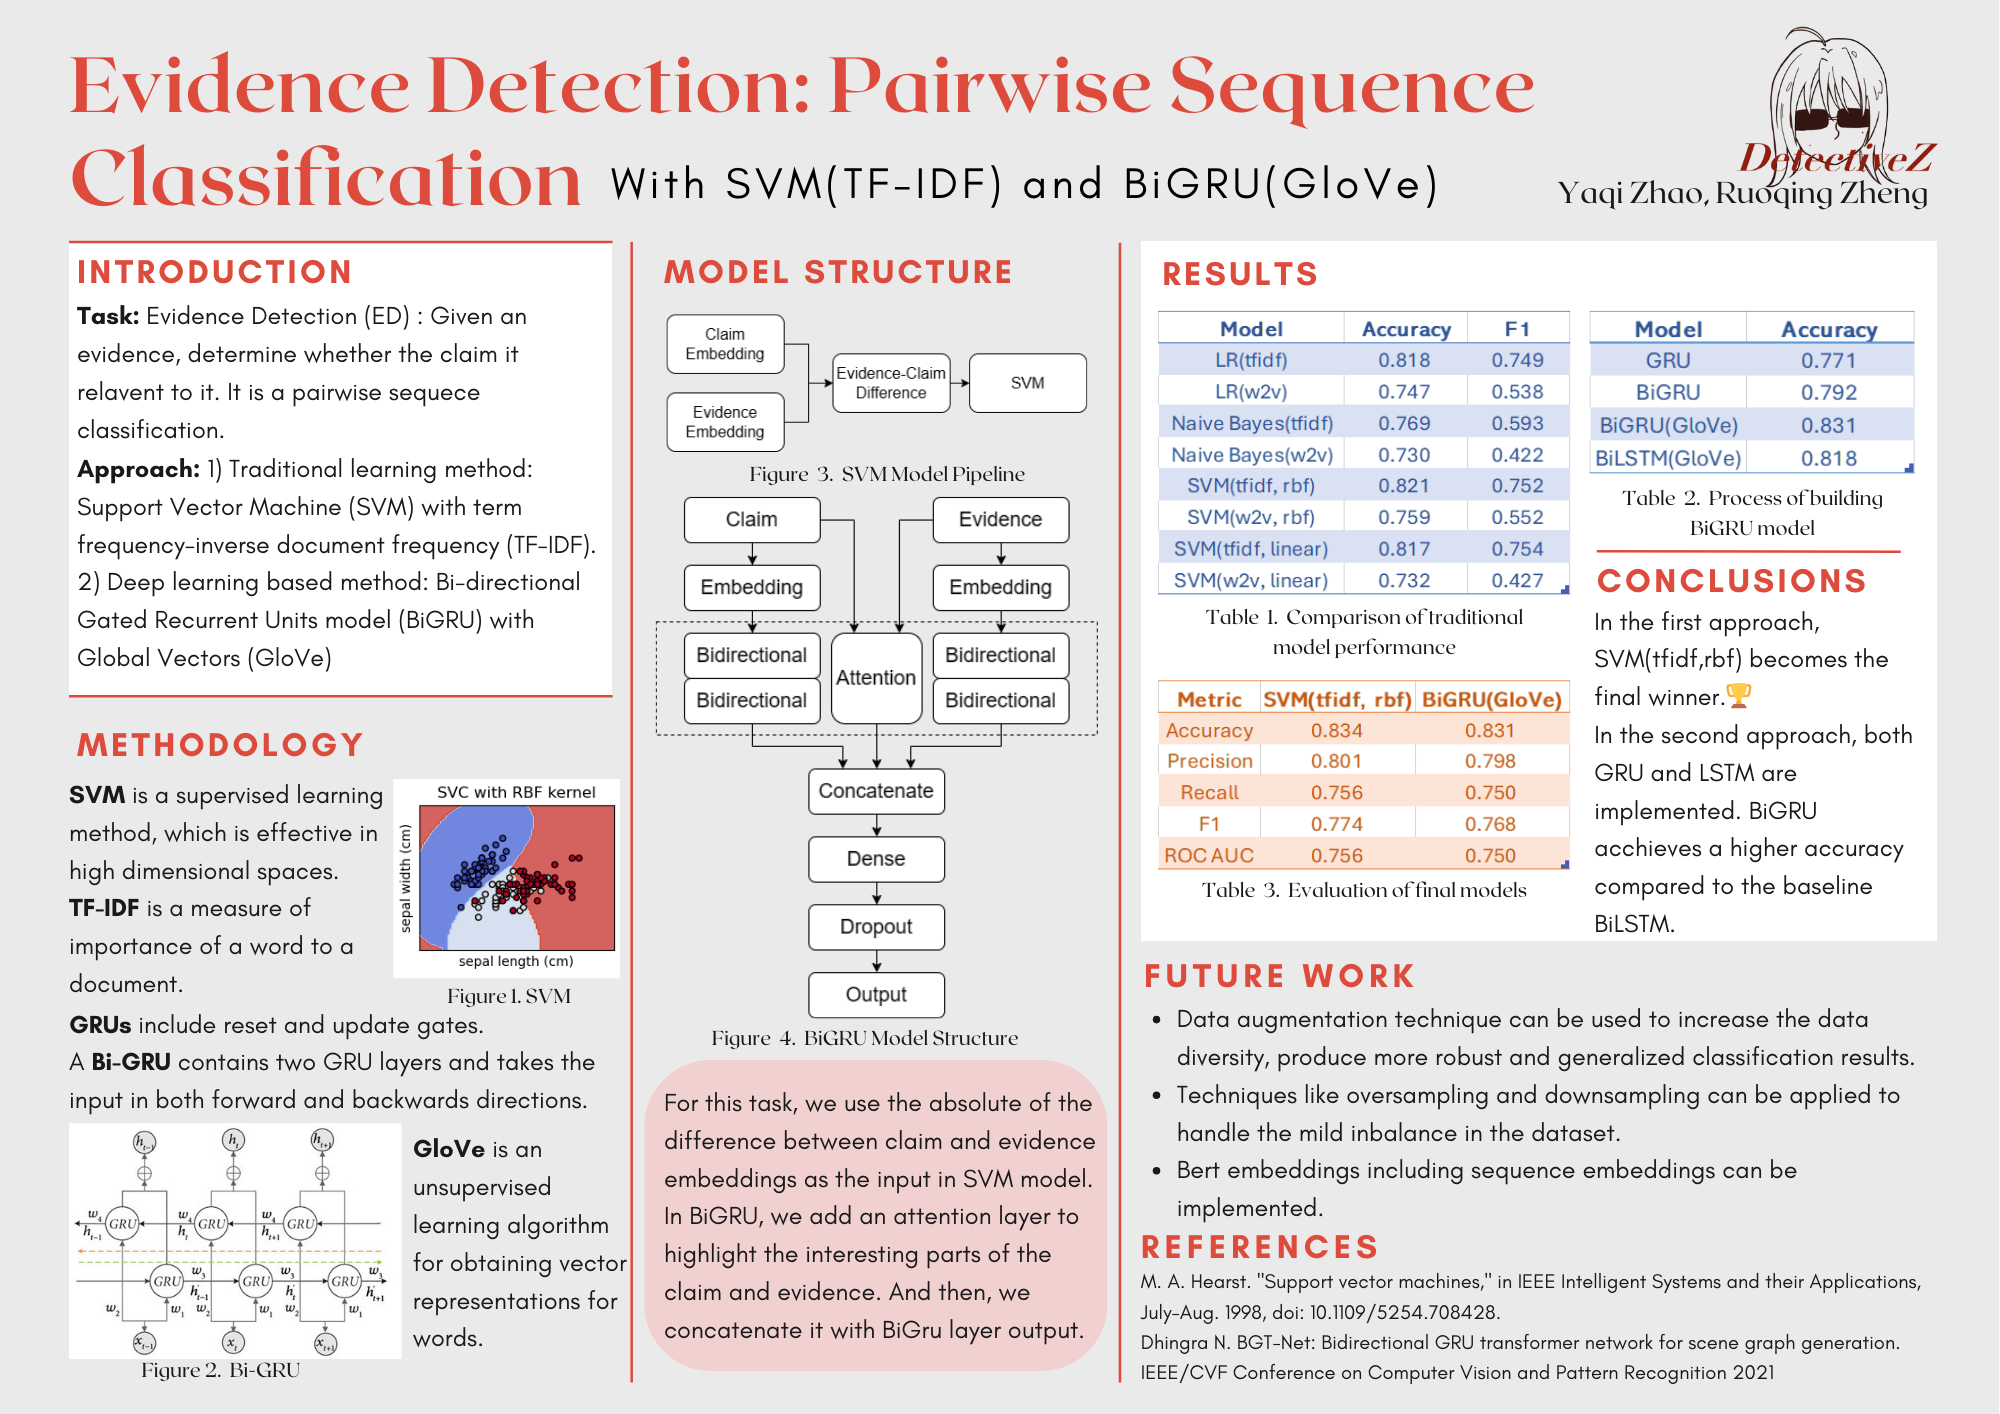 Evidence Detection: Pairwise Sequence
Classification With SVM(TF-IDF) and BiGRU(GloVe)
DetectiveZ
Yaqi Zhao, Ruoqing Zheng
INTRODUCTION
Task: Evidence Detection (ED) : Given an
evidence, determine whether the claim it
relavent to it. It is a pairwise sequece
classification.
Approach: 1) Traditional learning method:
Support Vector Machine (SVM) with term
frequency-inverse document frequency (TF-IDF).
2) Deep learning based method: Bi-directional
Gated Recurrent Units model (BiGRU) with
Global Vectors (GloVe)
METHODOLOGY
SVM is a supervised learning
method, which is effective in
high dimensional spaces.
TF-IDF is a measure of
importance of a word to a
document.
SVC with RBF kernel
sepal width (cm)
sepal length (cm)
Figure 1. SVM
GRUs include reset and update gates.
A Bi-GRU contains two GRU layers and takes the
input in both forward and backwards directions.
h t-1 h t h t+1
w4 GRU w4 GRU w4 GRU
h t-1 h t h t+1
GRU w3 GRU w3 GRU w3
h t-1 h t h t+1
w2 w1 w2 w1 w2 w1
x t-1 x t x t+1
Figure 2. Bi-GRU
GloVe is an
unsupervised
learning algorithm
for obtaining vector
representations for
words.
MODEL STRUCTURE
Claim
Embedding
Evidence
Embedding
Evidence-Claim
Difference
SVM
Figure 3. SVM Model Pipeline
Claim Evidence
Embedding Embedding
Bidirectional Bidirectional
Attention
Bidirectional Bidirectional
Concatenate
Dense
Dropout
Output
Figure 4. BiGRU Model Structure
For this task, we use the absolute of the
difference between claim and evidence
embeddings as the input in SVM model.
In BiGRU, we add an attention layer to
highlight the interesting parts of the
claim and evidence. And then, we
concatenate it with BiGru layer output.
RESULTS
Model Accuracy F1
LR(tfidf) 0.818 0.749
LR(w2v) 0.747 0.538
Naive Bayes(tfidf) 0.769 0.593
Naive Bayes(w2v) 0.730 0.422
SVM(tfidf, rbf) 0.821 0.752
SVM(w2v, rbf) 0.759 0.552
SVM(tfidf, linear) 0.817 0.754
SVM(w2v, linear) 0.732 0.427
Table 1. Comparison of traditional
model performance
Metric SVM(tfidf, rbf) BiGRU(GloVe)
Accuracy 0.834 0.831
Precision 0.801 0.798
Recall 0.756 0.750
F1 0.774 0.768
ROC AUC 0.756 0.750
Table 3. Evaluation of final models
Model Accuracy
GRU 0.771
BiGRU 0.792
BiGRU(GloVe) 0.831
BiLSTM(GloVe) 0.818
Table 2. Process of building
BiGRU model
CONCLUSIONS
In the first approach,
SVM(tfidf,rbf) becomes the
final winner.🏆
In the second approach, both
GRU and LSTM are
implemented. BiGRU
acchieves a higher accuracy
compared to the baseline
BiLSTM.
FUTURE WORK
• Data augmentation technique can be used to increase the data
diversity, produce more robust and generalized classification results.
• Techniques like oversampling and downsampling can be applied to
handle the mild inbalance in the dataset.
• Bert embeddings including sequence embeddings can be
implemented.
REFERENCES
M. A. Hearst. "Support vector machines," in IEEE Intelligent Systems and their Applications,
July-Aug. 1998, doi: 10.1109/5254.708428.
Dhingra N. BGT-Net: Bidirectional GRU transformer network for scene graph generation.
IEEE/CVF Conference on Computer Vision and Pattern Recognition 2021